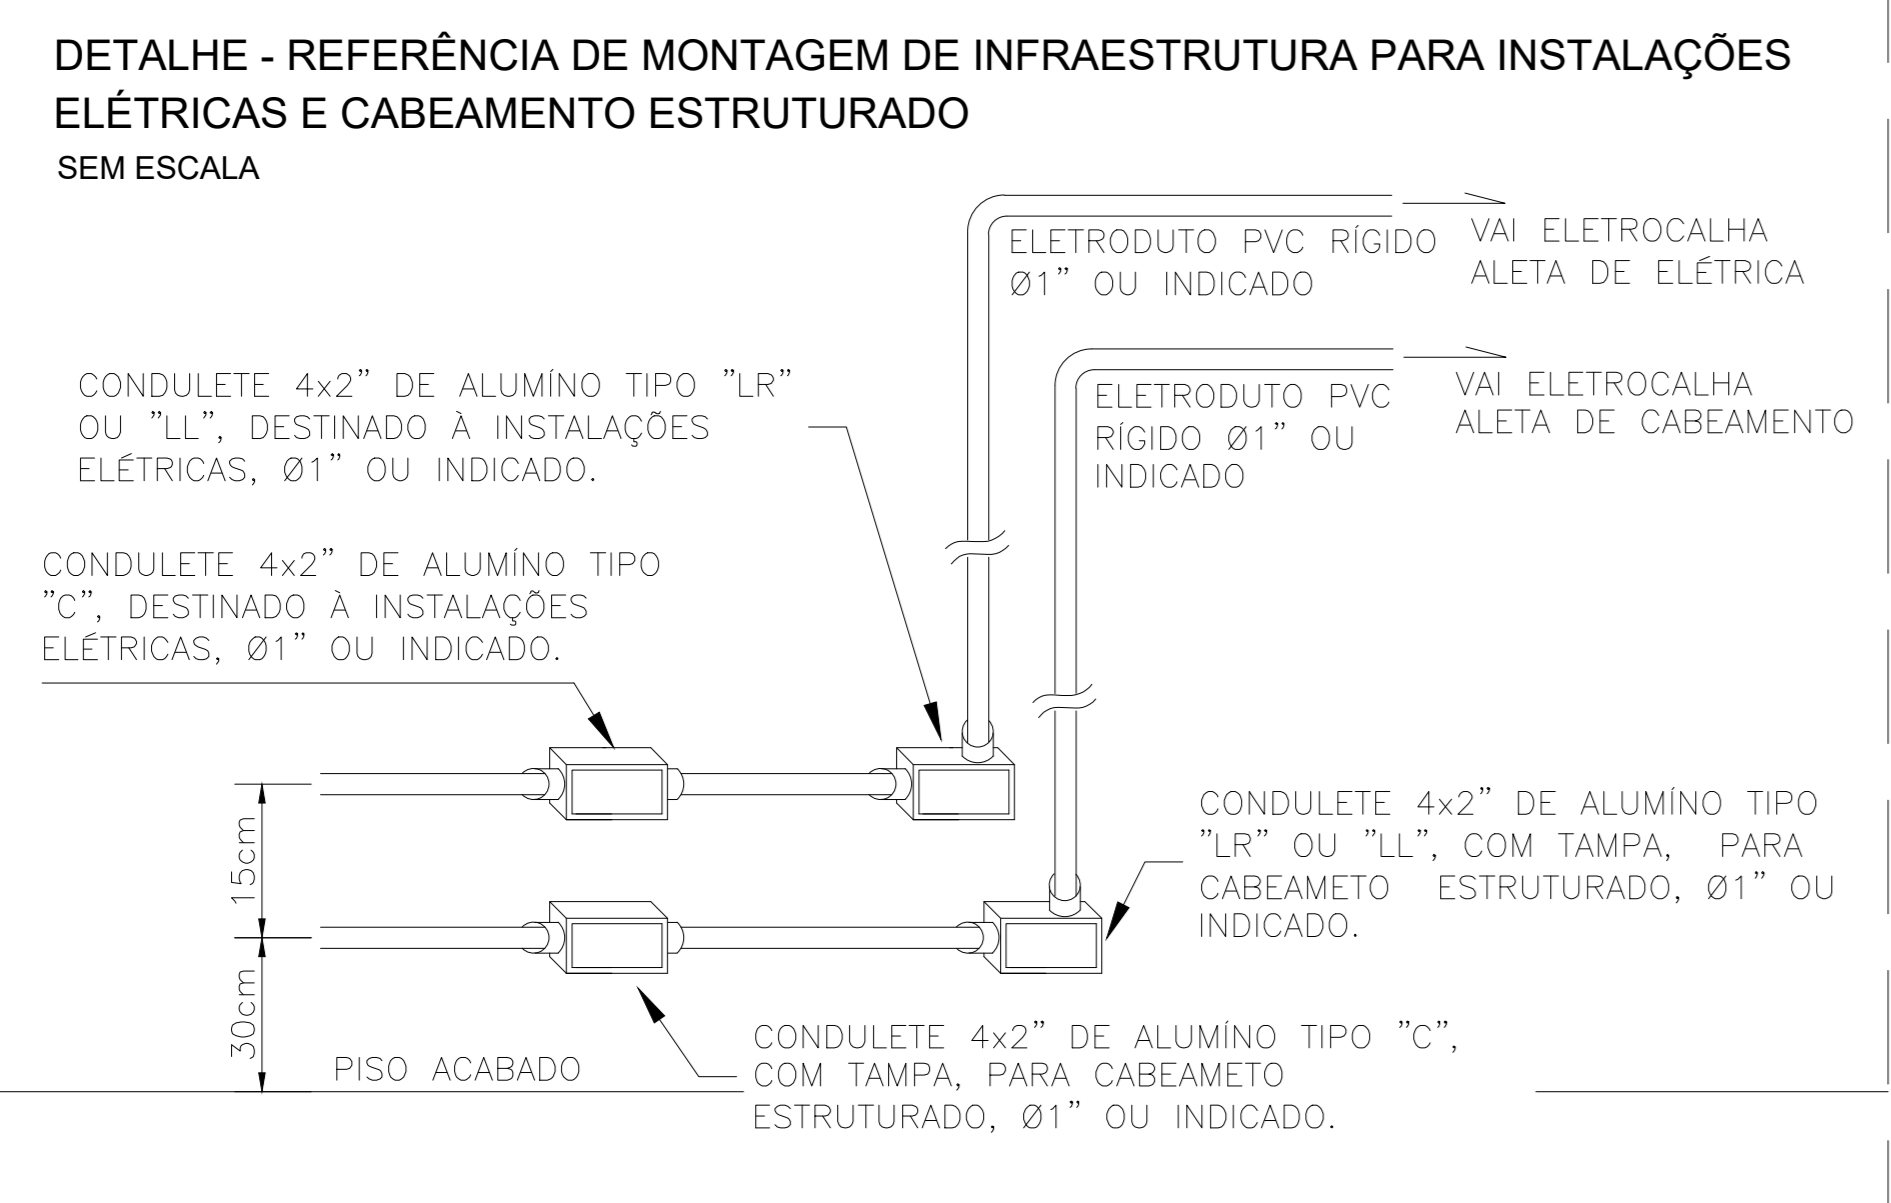 DETALHE - REFERÊNCIA DE MONTAGEM DE INFRAESTRUTURA PARA INSTALAÇÕES
ELÉTRICAS E CABEAMENTO ESTRUTURADO
SEM ESCALA
ELETRODUTO PVC RÍGIDO
Ø1” OU INDICADO
VAI ELETROCALHA
ALETA DE ELÉTRICA
CONDULETE 4x2” DE ALUMÍNO TIPO ”LR”
OU ”LL”, DESTINADO À INSTALAÇÕES
ELÉTRICAS, Ø1” OU INDICADO.
ELETRODUTO PVC
RÍGIDO Ø1” OU
INDICADO
VAI ELETROCALHA
ALETA DE CABEAMENTO
CONDULETE 4x2” DE ALUMÍNO TIPO
”C”, DESTINADO À INSTALAÇÕES
ELÉTRICAS, Ø1” OU INDICADO.
15cm
30cm
CONDULETE 4x2” DE ALUMÍNO TIPO
”LR” OU ”LL”, COM TAMPA, PARA
CABEAMETO ESTRUTURADO, Ø1” OU
INDICADO.
PISO ACABADO
CONDULETE 4x2” DE ALUMÍNO TIPO ”C”,
COM TAMPA, PARA CABEAMETO
ESTRUTURADO, Ø1” OU INDICADO.